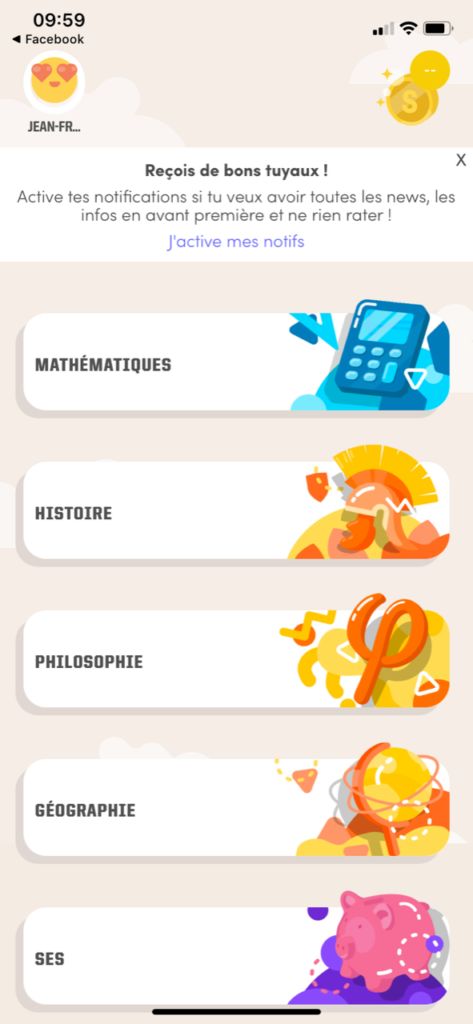 09:59
◀ Facebook
--
S
JEAN-FR...
X
Reçois de bons tuyaux !
Active tes notifications si tu veux avoir toutes les news, les
infos en avant première et ne rien rater !
J'active mes notifs
MATHÉMATIQUES
HISTOIRE
PHILOSOPHIE
φ
GÉOGRAPHIE
SES